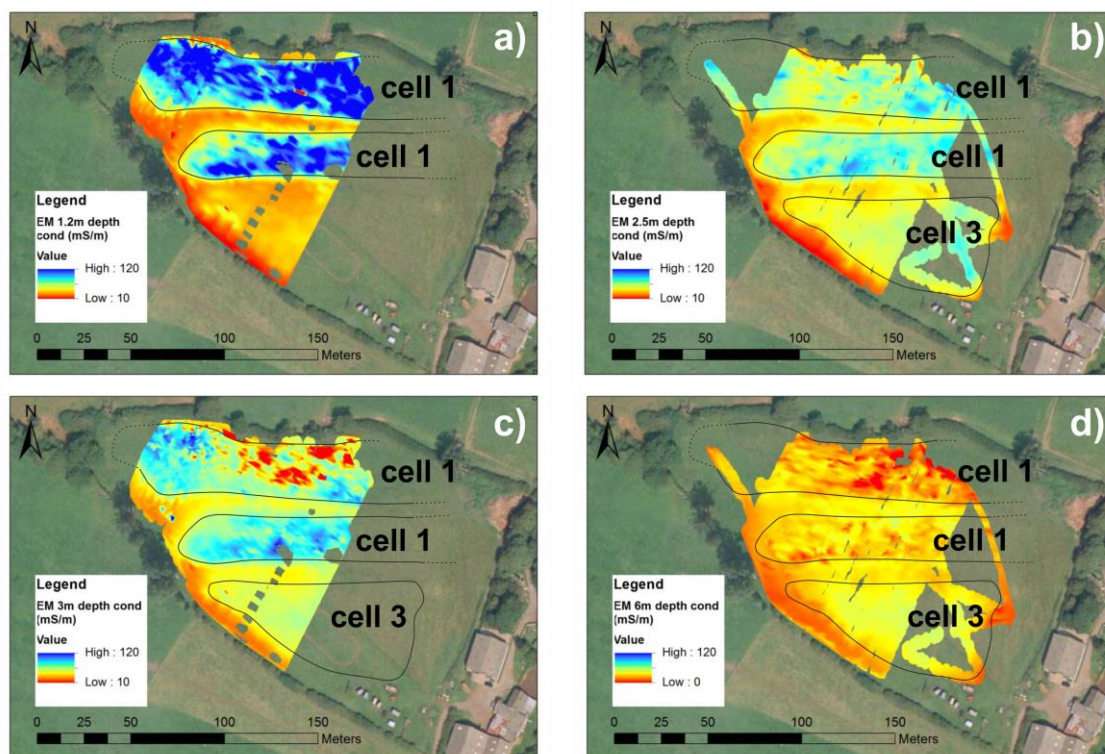 N
a)
cell 1
cell 1
Legend
EM 1.2m depth
cond (mS/m)
Value
High : 120
Low : 10
0 50 100 150
Meters
N
b)
cell 1
cell 1
cell 3
Legend
EM 2.5m depth
cond (mS/m)
Value
High : 120
Low : 10
0 50 100 150
Meters
N
c)
cell 1
cell 1
cell 3
Legend
EM 3m depth cond
(mS/m)
Value
High : 120
Low : 10
0 50 100 150
Meters
N
d)
cell 1
cell 1
cell 3
Legend
EM 6m depth cond
(mS/m)
Value
High : 120
Low : 0
0 50 100 150
Meters